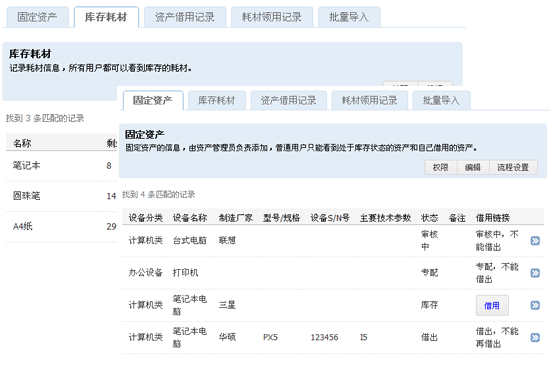 固定资产 库存耗材 资产借用记录 耗材领用记录 批量导入
库存耗材
记录耗材信息，所有用户都可以看到库存的耗材。
找到 3 条匹配的记录
名称
笔记本 8
圆珠笔 14
A4纸 29
固定资产 库存耗材 资产借用记录 耗材领用记录 批量导入
固定资产
固定资产的信息，由资产管理员负责添加，普通用户只能看到处于库存状态的资产和自己借用的资产。
权限 编辑 流程设置
找到 4 条匹配的记录
设备分类 设备名称 制造厂家 型号/规格 设备S/N号 主要技术参数 状态 备注 借用链接
计算机类 台式电脑 联想 审核中 审核中，不能借出
办公设备 打印机 专配 专配，不能借出
计算机类 笔记本电脑 三星 库存 借用
计算机类 笔记本电脑 华硕 PX5 123456 I5 借出 借出，不能再借出